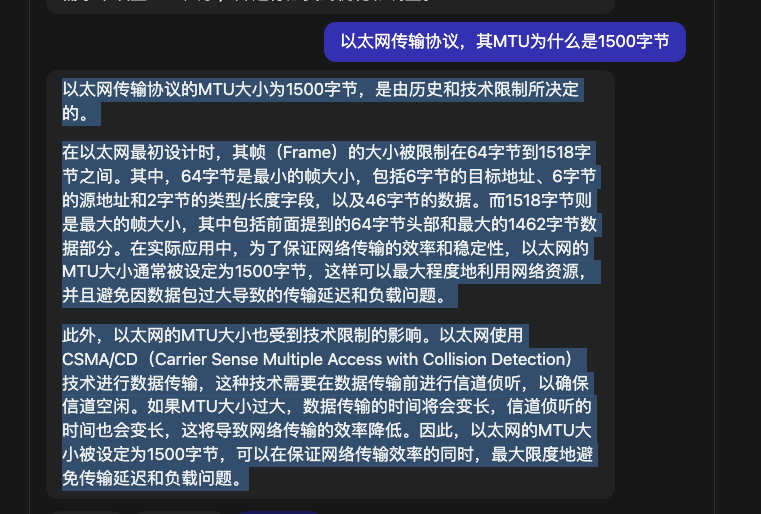 以太网传输协议，其MTU为什么是1500字节
以太网传输协议的MTU大小为1500字节，是由历史和技术限制所决定
的。
在以太网最初设计时，其帧（Frame）的大小被限制在64字节到1518字
节之间。其中，64字节是最小的帧大小，包括6字节的目标地址、6字节
的源地址和2字节的类型/长度字段，以及46字节的数据。而1518字节则
是最大的帧大小，其中包括前面提到的64字节头部和最大的1462字节数
据部分。在实际应用中，为了保证网络传输的效率和稳定性，以太网的
MTU大小通常被设定为1500字节，这样可以最大程度地利用网络资源，
并且避免因数据包过大导致的传输延迟和负载问题。
此外，以太网的MTU大小也受到技术限制的影响。以太网使用
CSMA/CD（Carrier Sense Multiple Access with Collision Detection）
技术进行数据传输，这种技术需要在数据传输前进行信道侦听，以确保
信道空闲。如果MTU大小过大，数据传输的时间将会变长，信道侦听的
时间也会变长，这将导致网络传输的效率降低。因此，以太网的MTU大
小被设定为1500字节，可以在保证网络传输效率的同时，最大限度地避
免传输延迟和负载问题。